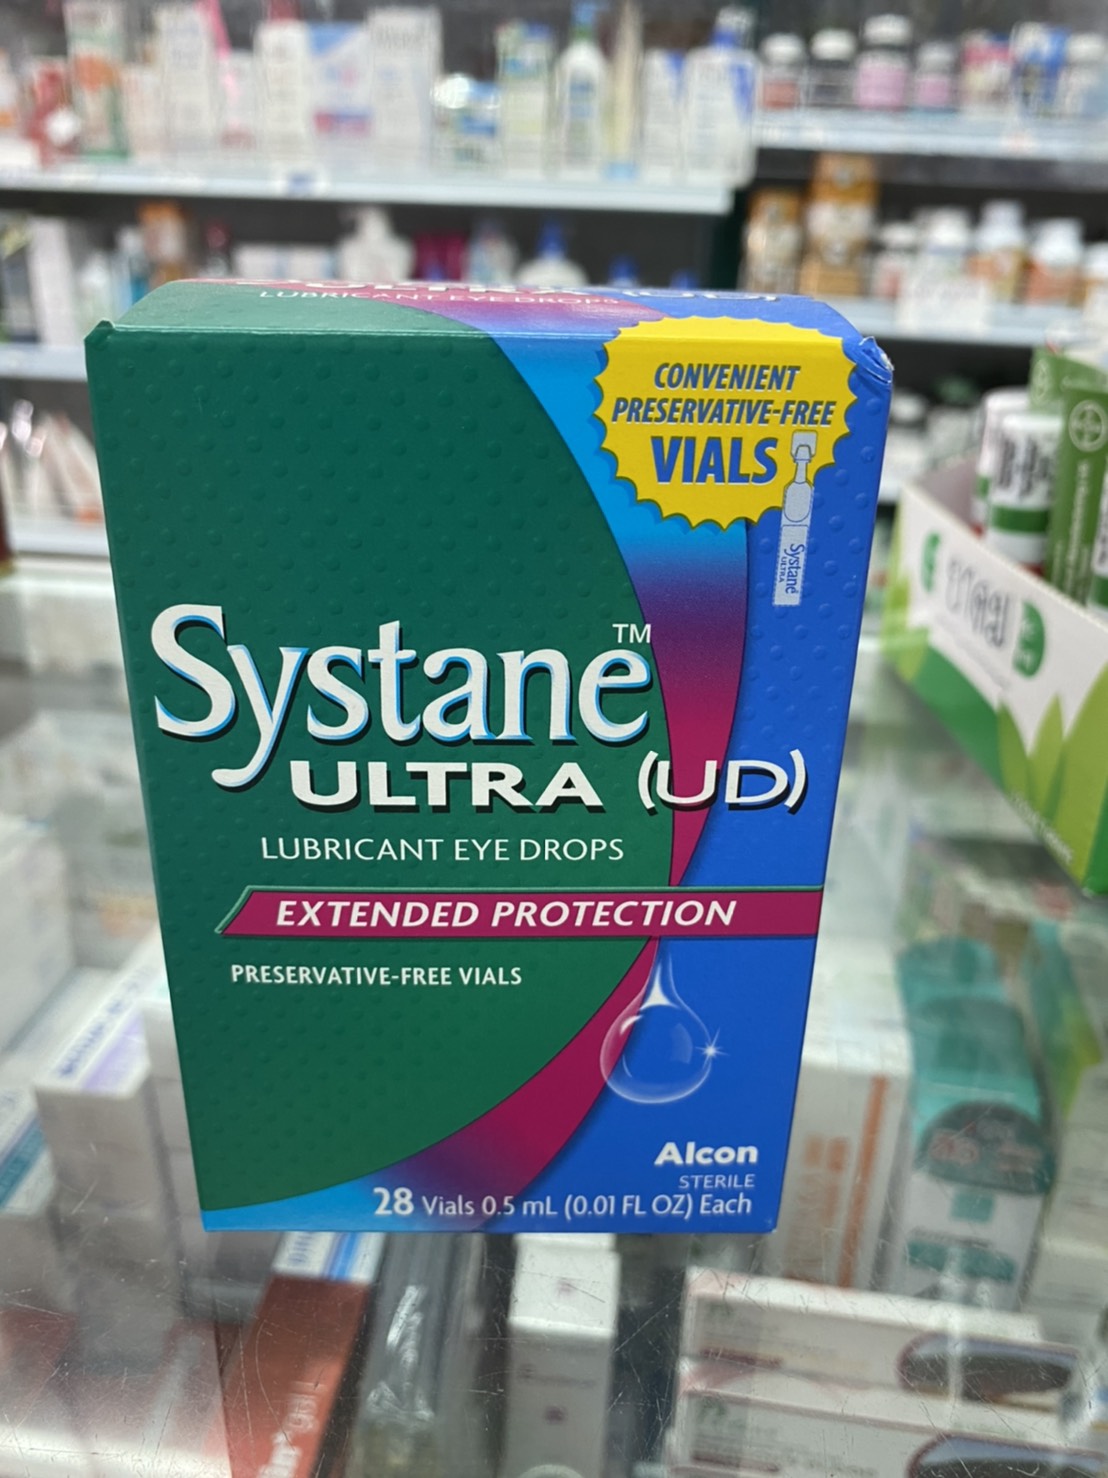 LUBRICANT EYE DROPS
CONVENIENT
PRESERVATIVE-FREE
VIALS
Systane
ULTRA
Systane™
ULTRA (UD)
LUBRICANT EYE DROPS
EXTENDED PROTECTION
PRESERVATIVE-FREE VIALS
Alcon
STERILE
28 Vials 0.5 mL (0.01 FL OZ) Each